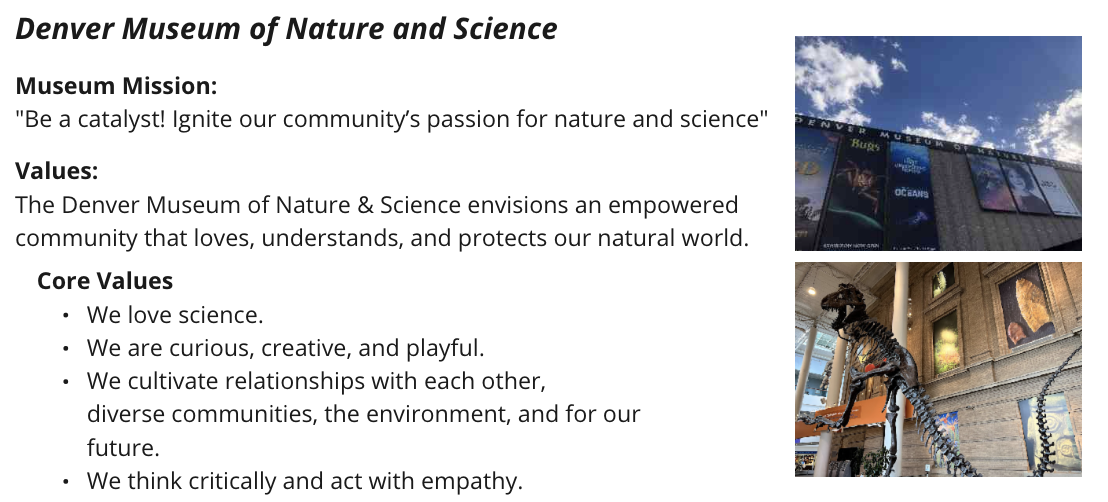 Denver Museum of Nature and Science
Museum Mission:
"Be a catalyst! Ignite our community’s passion for nature and science"
Values:
The Denver Museum of Nature & Science envisions an empowered
community that loves, understands, and protects our natural world.
Core Values
• We love science.
• We are curious, creative, and playful.
• We cultivate relationships with each other,
diverse communities, the environment, and for our
future.
• We think critically and act with empathy.
DENVER MUSEUM OF
Bugs
OCEANS